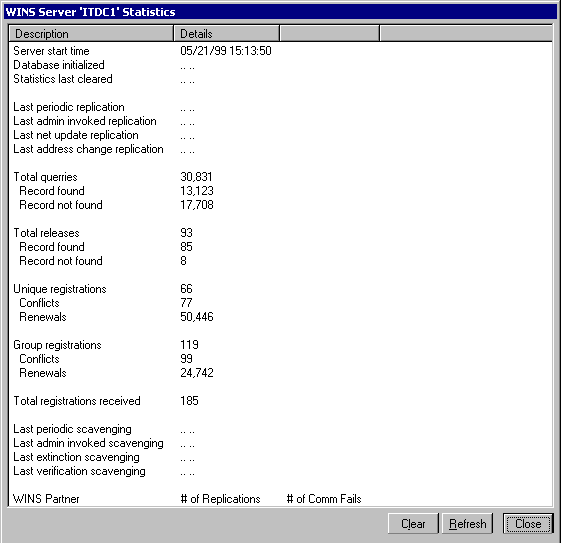 WINS Server 'ITDC1' Statistics
Description Details
Server start time 05/21/99 15:13:50
Database initialized .. ..
Statistics last cleared .. ..
Last periodic replication .. ..
Last admin invoked replication .. ..
Last net update replication .. ..
Last address change replication .. ..
Total queries 30,831
Record found 13,123
Record not found 17,708
Total releases 93
Record found 85
Record not found 8
Unique registrations 66
Conflicts 77
Renewals 50,446
Group registrations 119
Conflicts 99
Renewals 24,742
Total registrations received 185
Last periodic scavenging .. ..
Last admin invoked scavenging .. ..
Last extinction scavenging .. ..
Last verification scavenging .. ..
WINS Partner # of Replications # of Comm Fails
Clear Refresh Close